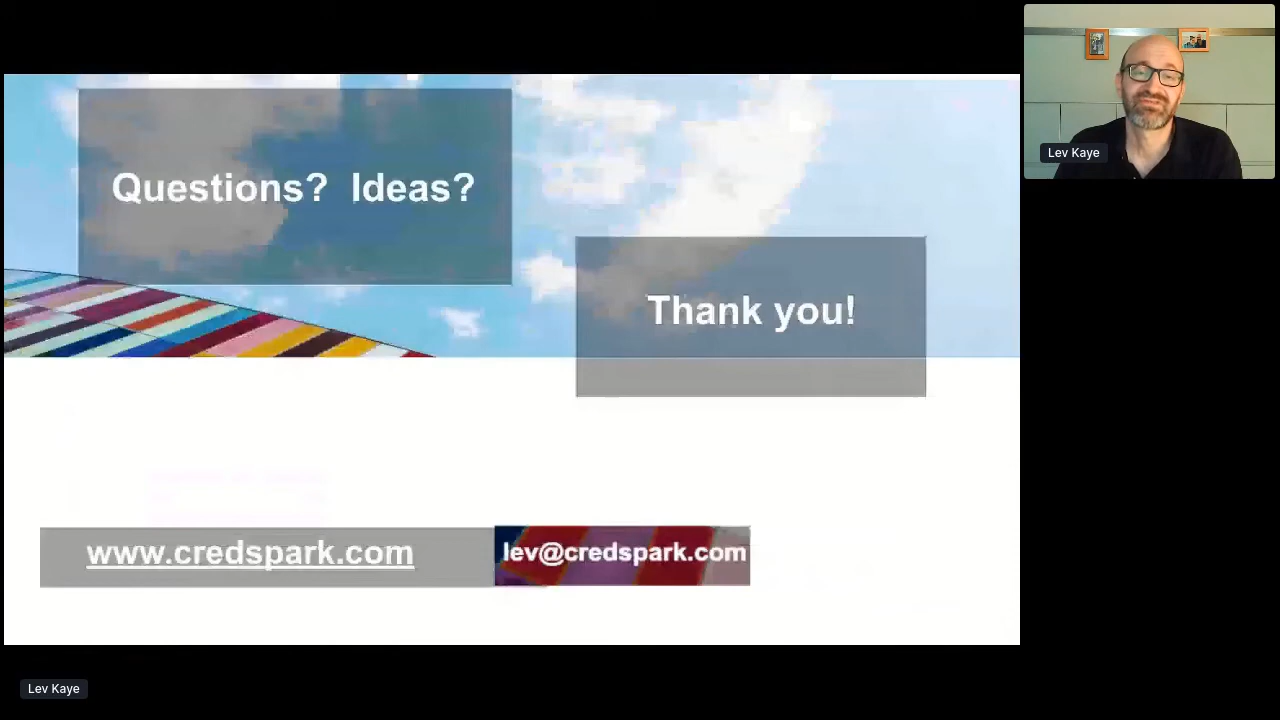 Questions?  Ideas?
Thank you!
www.credspark.com
lev@credspark.com
Lev Kaye
Lev Kaye